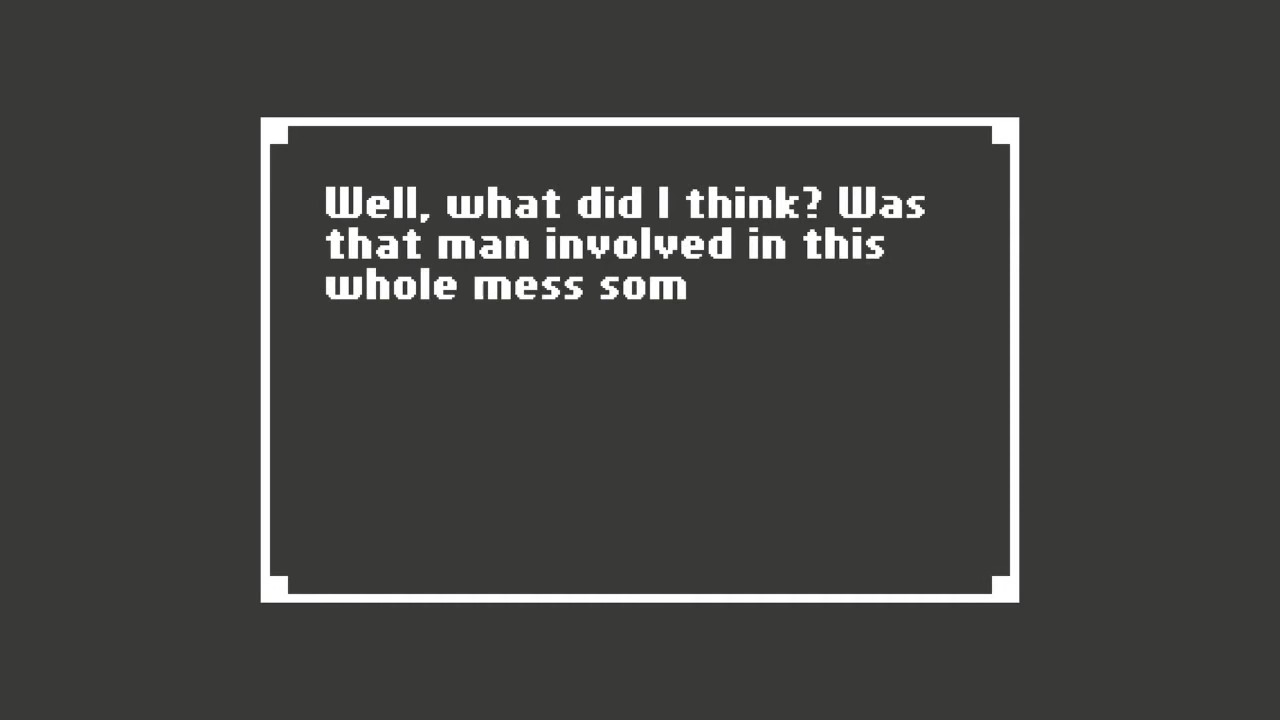 Well, what did I think? Was
that man involved in this
whole mess som